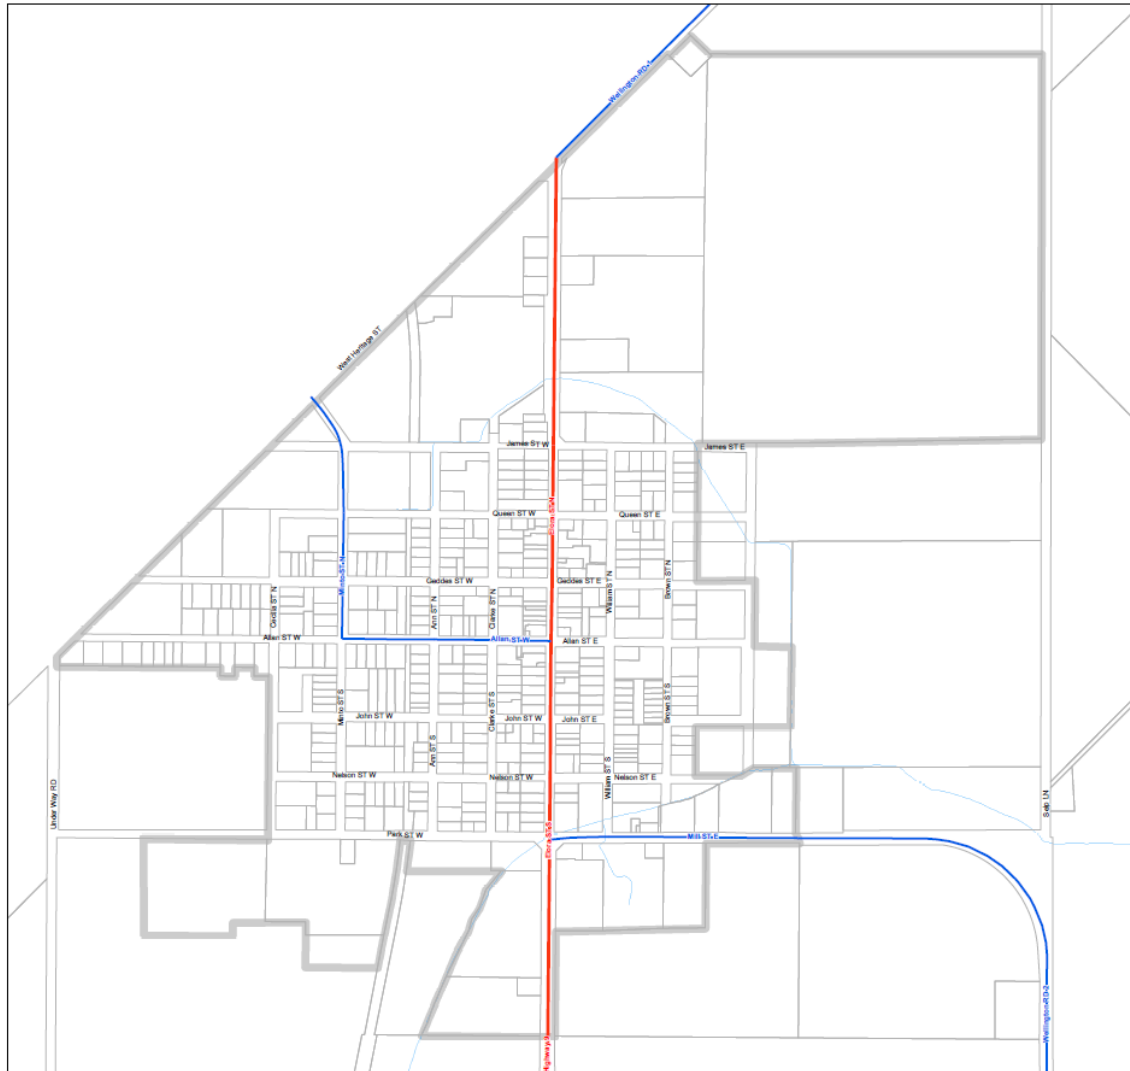 Wellington RD 1
West Heritage ST
James ST W
James ST E
Elora ST N
Queen ST W
Queen ST E
Minto ST N
Geddes ST W
Geddes ST E
William ST N
Brown ST N
Cecilia ST N
Ann ST N
Clarke ST N
Allan ST W
Allan ST W
Allan ST E
Minto ST S
Clarke ST S
Brown ST S
John ST W
John ST W
John ST E
Ann ST S
Nelson ST W
Nelson ST W
William ST S
Nelson ST E
Under Way RD
Park ST W
Elora ST S
Mill ST E
Wellington RD 2
Highway 9